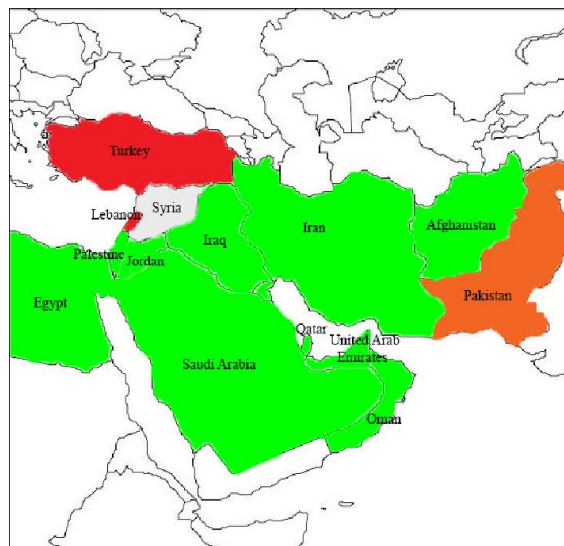 Turkey
Syria
Lebanon
Iraq
Iran
Afghanistan
Palestine
Jordan
Egypt
Pakistan
Qatar
United Arab
Emirates
Saudi Arabia
Oman